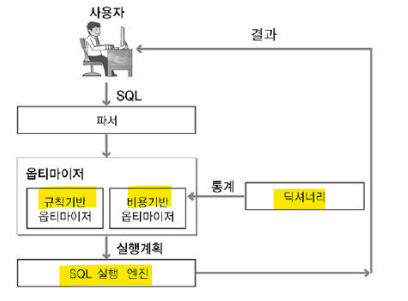 사용자
결과
SQL
파서
옵티마이저
규칙기반
옵티마이저
비용기반
옵티마이저
통계
딕셔너리
실행계획
SQL 실행 엔진